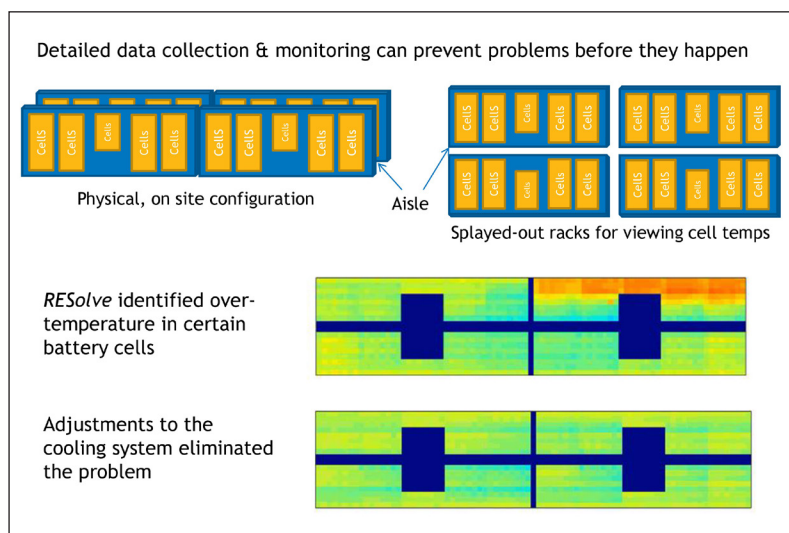 Detailed data collection & monitoring can prevent problems before they happen
CellS
CellS
Cells
Cells
Cells
CellS
CellS
Cells
Cells
Cells
CellS
CellS
Cells
Cells
Cells
CellS
CellS
Cells
Cells
Cells
CellS
CellS
Cells
Cells
Cells
CellS
CellS
Cells
Cells
Cells
Physical, on site configuration
Aisle
Splayed-out racks for viewing cell temps
RESolve identified over-
temperature in certain
battery cells
Adjustments to the
cooling system eliminated
the problem